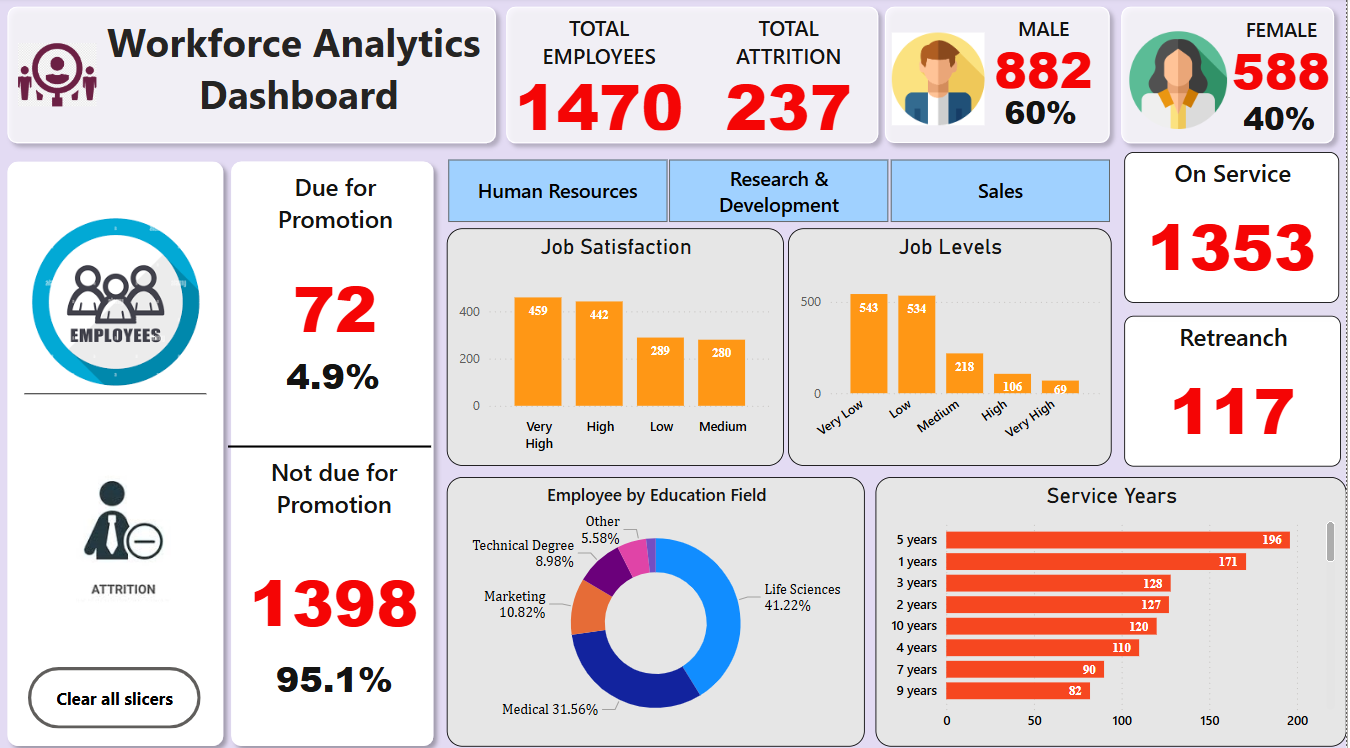 Workforce Analytics
Dashboard
TOTAL
EMPLOYEES
1470
TOTAL
ATTRITION
237
MALE
882
60%
FEMALE
588
40%
EMPLOYEES
ATTRITION
Clear all slicers
Due for
Promotion
72
4.9%
Not due for
Promotion
1398
95.1%
Human Resources
Research &
Development
Sales
On Service
1353
Retreanch
117
Job Satisfaction
400
200
0
459
442
289
280
Very
High
High
Low
Medium
Job Levels
500
0
543
534
218
106
69
Very Low
Low
Medium
High
Very High
Employee by Education Field
Other
5.58%
Technical Degree
8.98%
Marketing
10.82%
Medical 31.56%
Life Sciences
41.22%
Service Years
5 years 196
1 years 171
3 years 128
2 years 127
10 years 120
4 years 110
7 years 90
9 years 82
0 50 100 150 200